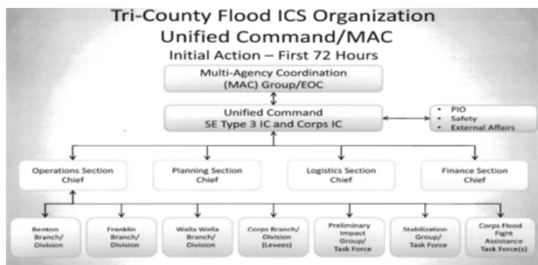 Tri-County Flood ICS Organization
Unified Command/MAC
Initial Action – First 72 Hours
Multi-Agency Coordination
(MAC) Group/EOC
Unified Command
SE Type 3 IC and Corps IC
• PIO
• Safety
• External Affairs
Operations Section
Chief
Planning Section
Chief
Logistics Section
Chief
Finance Section
Chief
Benton
Branch/
Division
Franklin
Branch/
Division
Walla Walla
Branch/
Division
Corps Branch/
Division
(Levees)
Preliminary
Impact
Group/
Task Force
Stabilization
Group/
Task Force
Corps Flood
Fight
Assistance
Task Force(s)